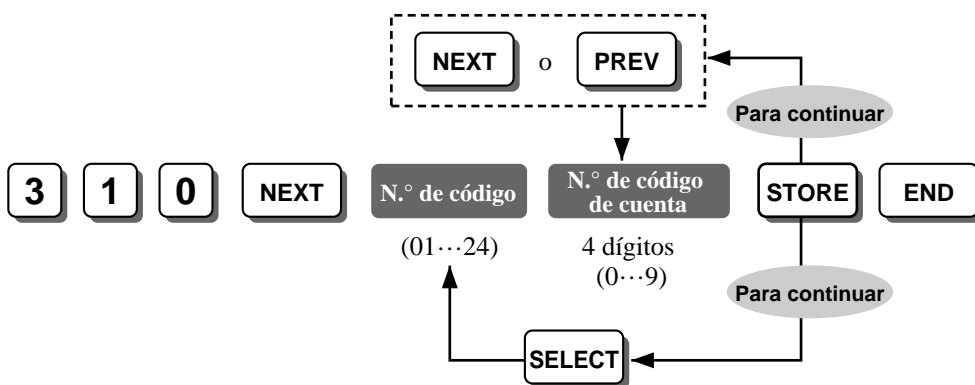 NEXT o PREV
Para continuar
3 1 0 NEXT N.° de código N.° de código de cuenta STORE END
(01···24) 4 dígitos
(0···9)
Para continuar
SELECT